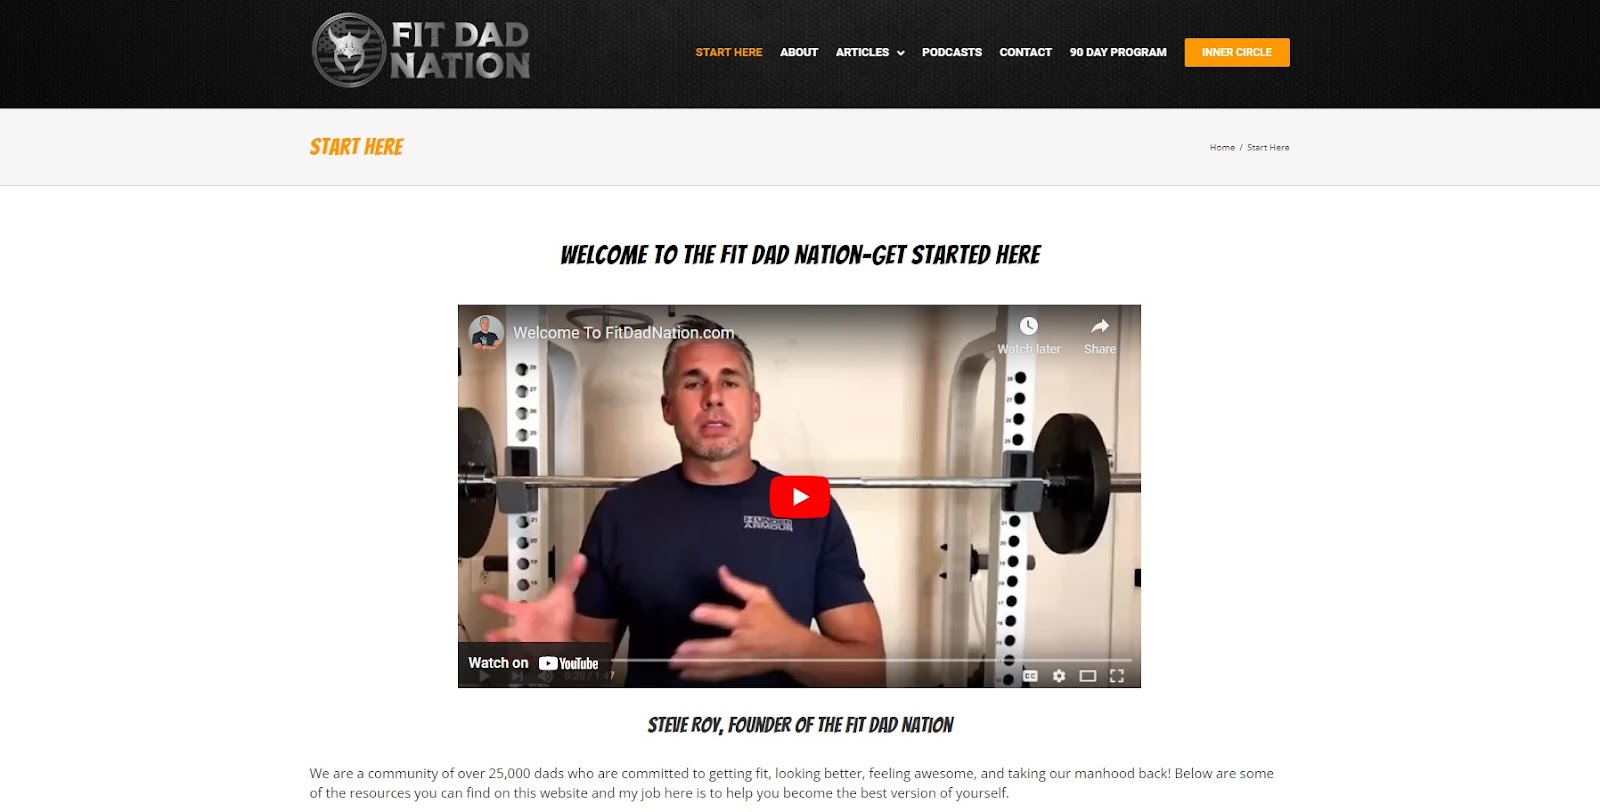 FIT DAD
NATION
START HERE ABOUT ARTICLES PODCASTS CONTACT 90 DAY PROGRAM INNER CIRCLE
START HERE
Home / Start Here
WELCOME TO THE FIT DAD NATION-GET STARTED HERE
Welcome To FitDadNation.com
Watch later Share
UNDER
ARMOUR
Watch on YouTube
0:20 / 1:47
CC
STEVE ROY, FOUNDER OF THE FIT DAD NATION
We are a community of over 25,000 dads who are committed to getting fit, looking better, feeling awesome, and taking our manhood back! Below are some
of the resources you can find on this website and my job here is to help you become the best version of yourself.